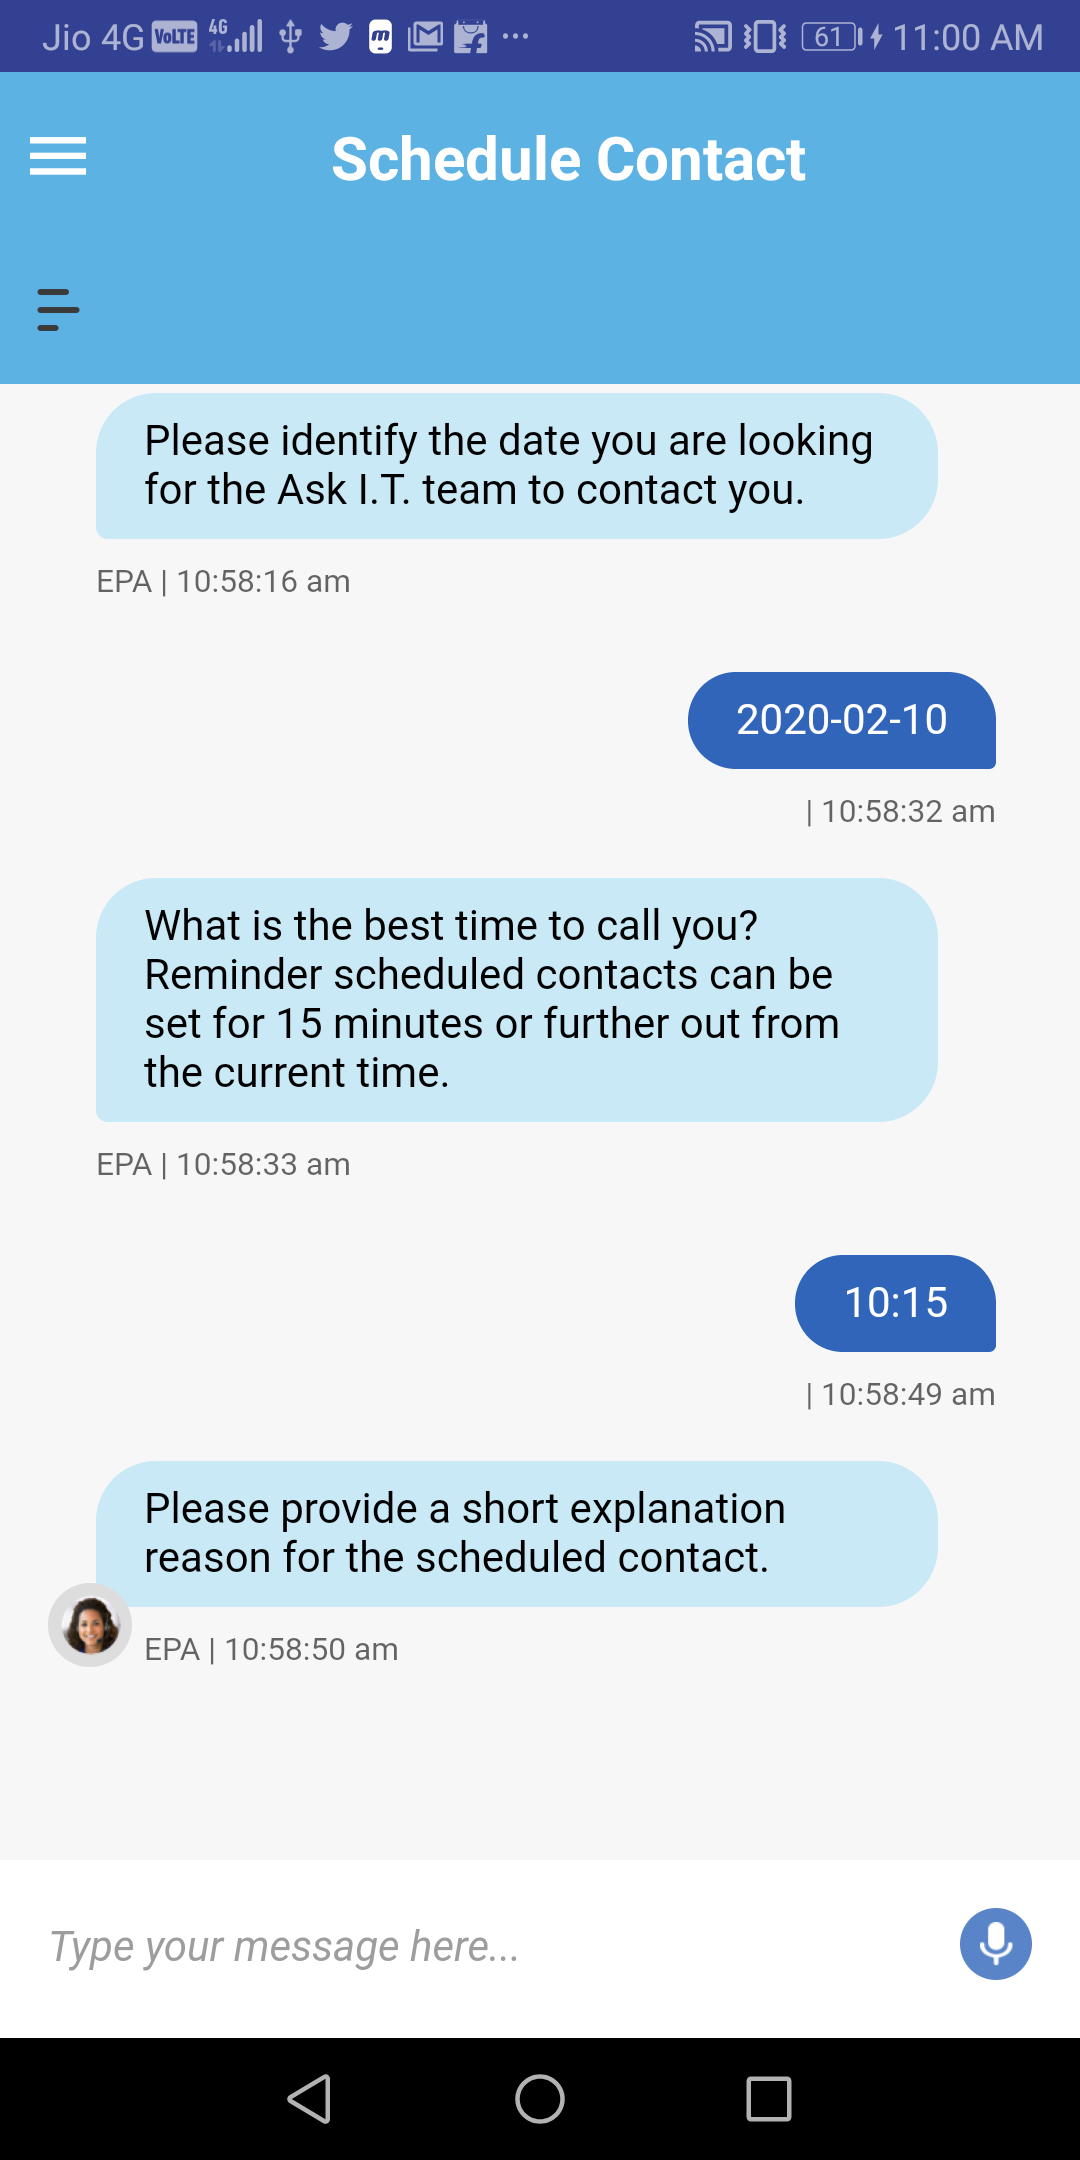 Jio 4G VoLTE 4G 61 11:00 AM
Schedule Contact
Please identify the date you are looking
for the Ask I.T. team to contact you.
EPA | 10:58:16 am
2020-02-10
| 10:58:32 am
What is the best time to call you?
Reminder scheduled contacts can be
set for 15 minutes or further out from
the current time.
EPA | 10:58:33 am
10:15
| 10:58:49 am
Please provide a short explanation
reason for the scheduled contact.
EPA | 10:58:50 am
Type your message here...